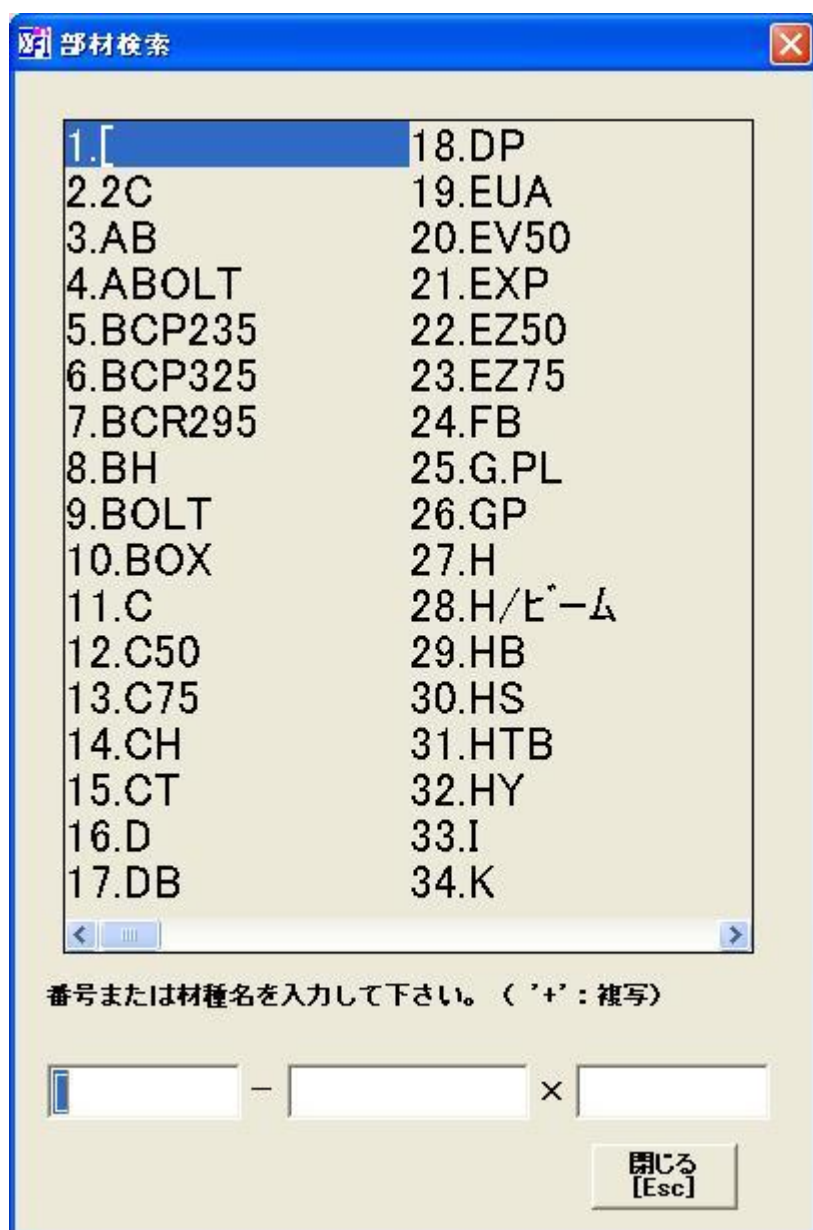 部材検索
1.[
2.2C
3.AB
4.ABOLT
5.BCP235
6.BCP325
7.BCR295
8.BH
9.BOLT
10.BOX
11.C
12.C50
13.C75
14.CH
15.CT
16.D
17.DB
18.DP
19.EUA
20.EV50
21.EXP
22.EZ50
23.EZ75
24.FB
25.G.PL
26.GP
27.H
28.H/ビーム
29.HB
30.HS
31.HTB
32.HY
33.I
34.K
番号または材種名を入力して下さい。（ '+'：複写）
[ － ×
閉じる
[Esc]